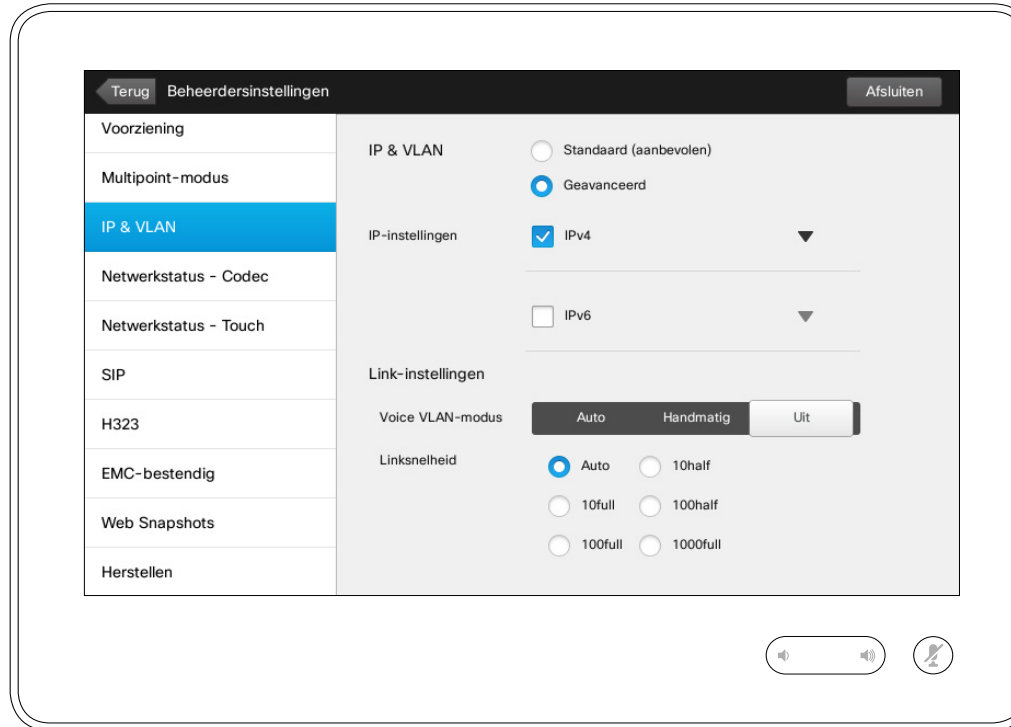 Terug Beheerdersinstellingen Afsluiten
Voorziening
Multipoint-modus
IP & VLAN
Netwerkstatus - Codec
Netwerkstatus - Touch
SIP
H323
EMC-bestendig
Web Snapshots
Herstellen
IP & VLAN Standaard (aanbevolen)
Geavanceerd
IP-instellingen IPv4
IPv6
Link-instellingen
Voice VLAN-modus Auto Handmatig Uit
Linksnelheid Auto 10half
10full 100half
100full 1000full